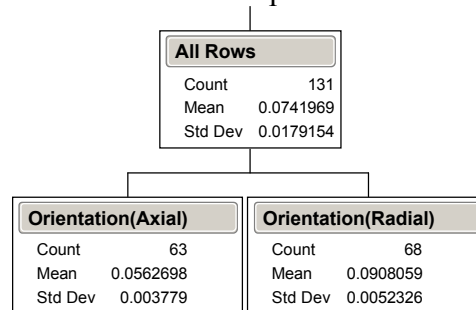 All Rows
Count 131
Mean 0.0741969
Std Dev 0.0179154
Orientation(Axial)
Count 63
Mean 0.0562698
Std Dev 0.003779
Orientation(Radial)
Count 68
Mean 0.0908059
Std Dev 0.0052326